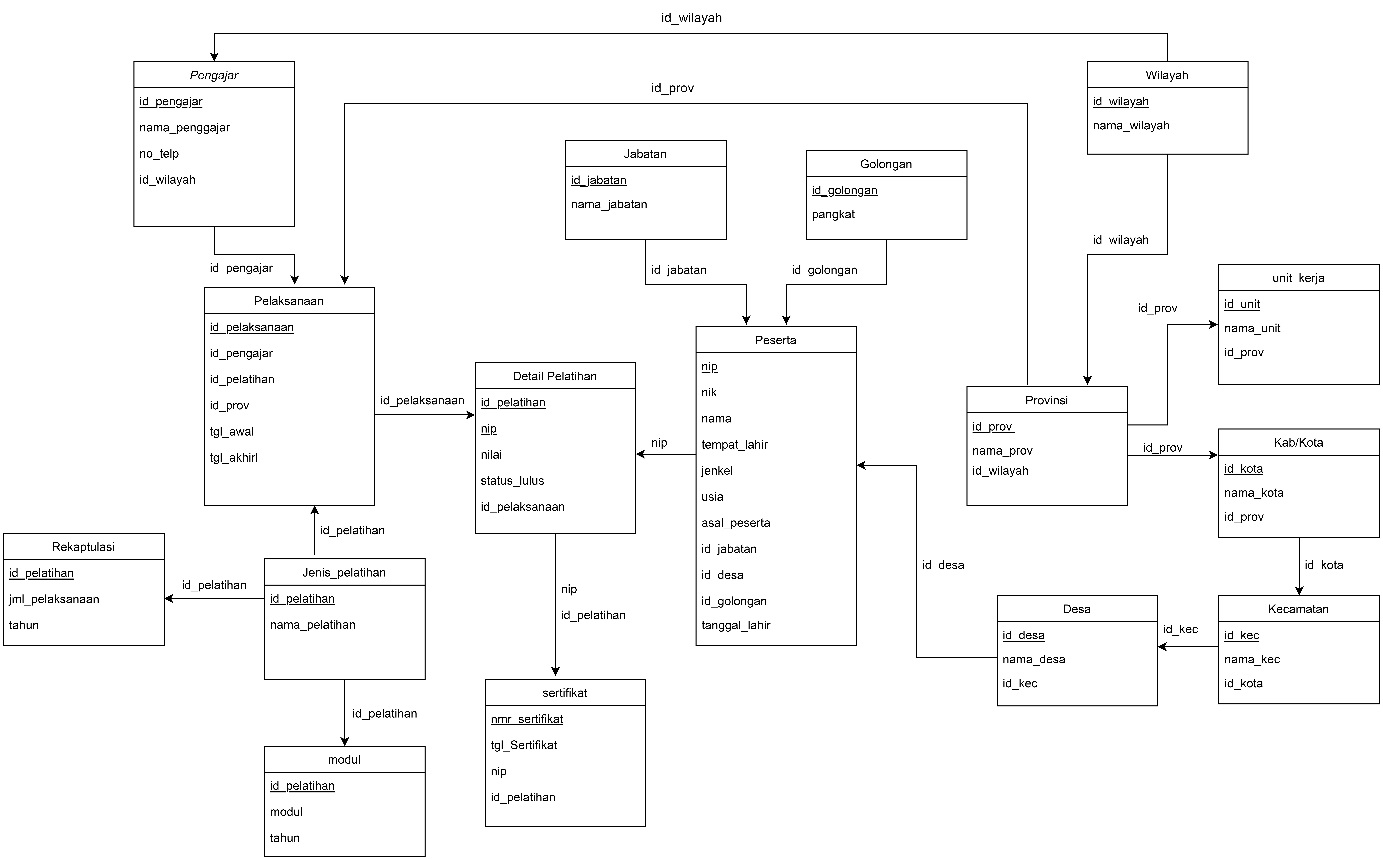 id_wilayah
Pengajar
id_pengajar
nama_penggajar
no_telp
id_wilayah
id_prov
Wilayah
id_wilayah
nama_wilayah
Jabatan
id_jabatan
nama_jabatan
Golongan
id_golongan
pangkat
id_pengajar
id_jabatan
id_golongan
id_wilayah
Pelaksanaan
id_pelaksanaan
id_pengajar
id_pelatihan
id_prov
tgl_awal
tgl_akhirl
id_pelaksanaan
Detail Pelatihan
id_pelatihan
nip
nilai
status_lulus
id_pelaksanaan
nip
Peserta
nip
nik
nama
tempat_lahir
jenkel
usia
asal_peserta
id_jabatan
id_desa
id_golongan
tanggal_lahir
Provinsi
id_prov
nama_prov
id_wilayah
id_prov
unit_kerja
id_unit
nama_unit
id_prov
id_prov
Kab/Kota
id_kota
nama_kota
id_prov
id_kota
id_pelatihan
Rekaptulasi
id_pelatihan
jml_pelaksanaan
tahun
id_pelatihan
Jenis_pelatihan
id_pelatihan
nama_pelatihan
nip
id_pelatihan
id_desa
Desa
id_desa
nama_desa
id_kec
id_kec
Kecamatan
id_kec
nama_kec
id_kota
id_pelatihan
sertifikat
nmr_sertifikat
tgl_Sertifikat
nip
id_pelatihan
modul
id_pelatihan
modul
tahun